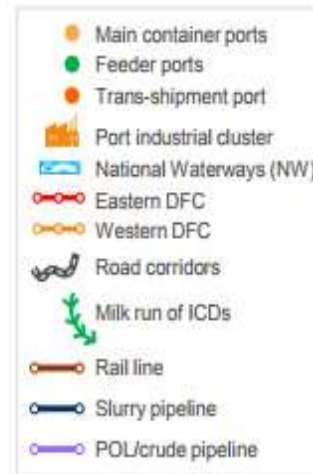 Main container ports
Feeder ports
Trans-shipment port
Port industrial cluster
National Waterways (NW)
Eastern DFC
Western DFC
Road corridors
Milk run of ICDs
Rail line
Slurry pipeline
POL/crude pipeline